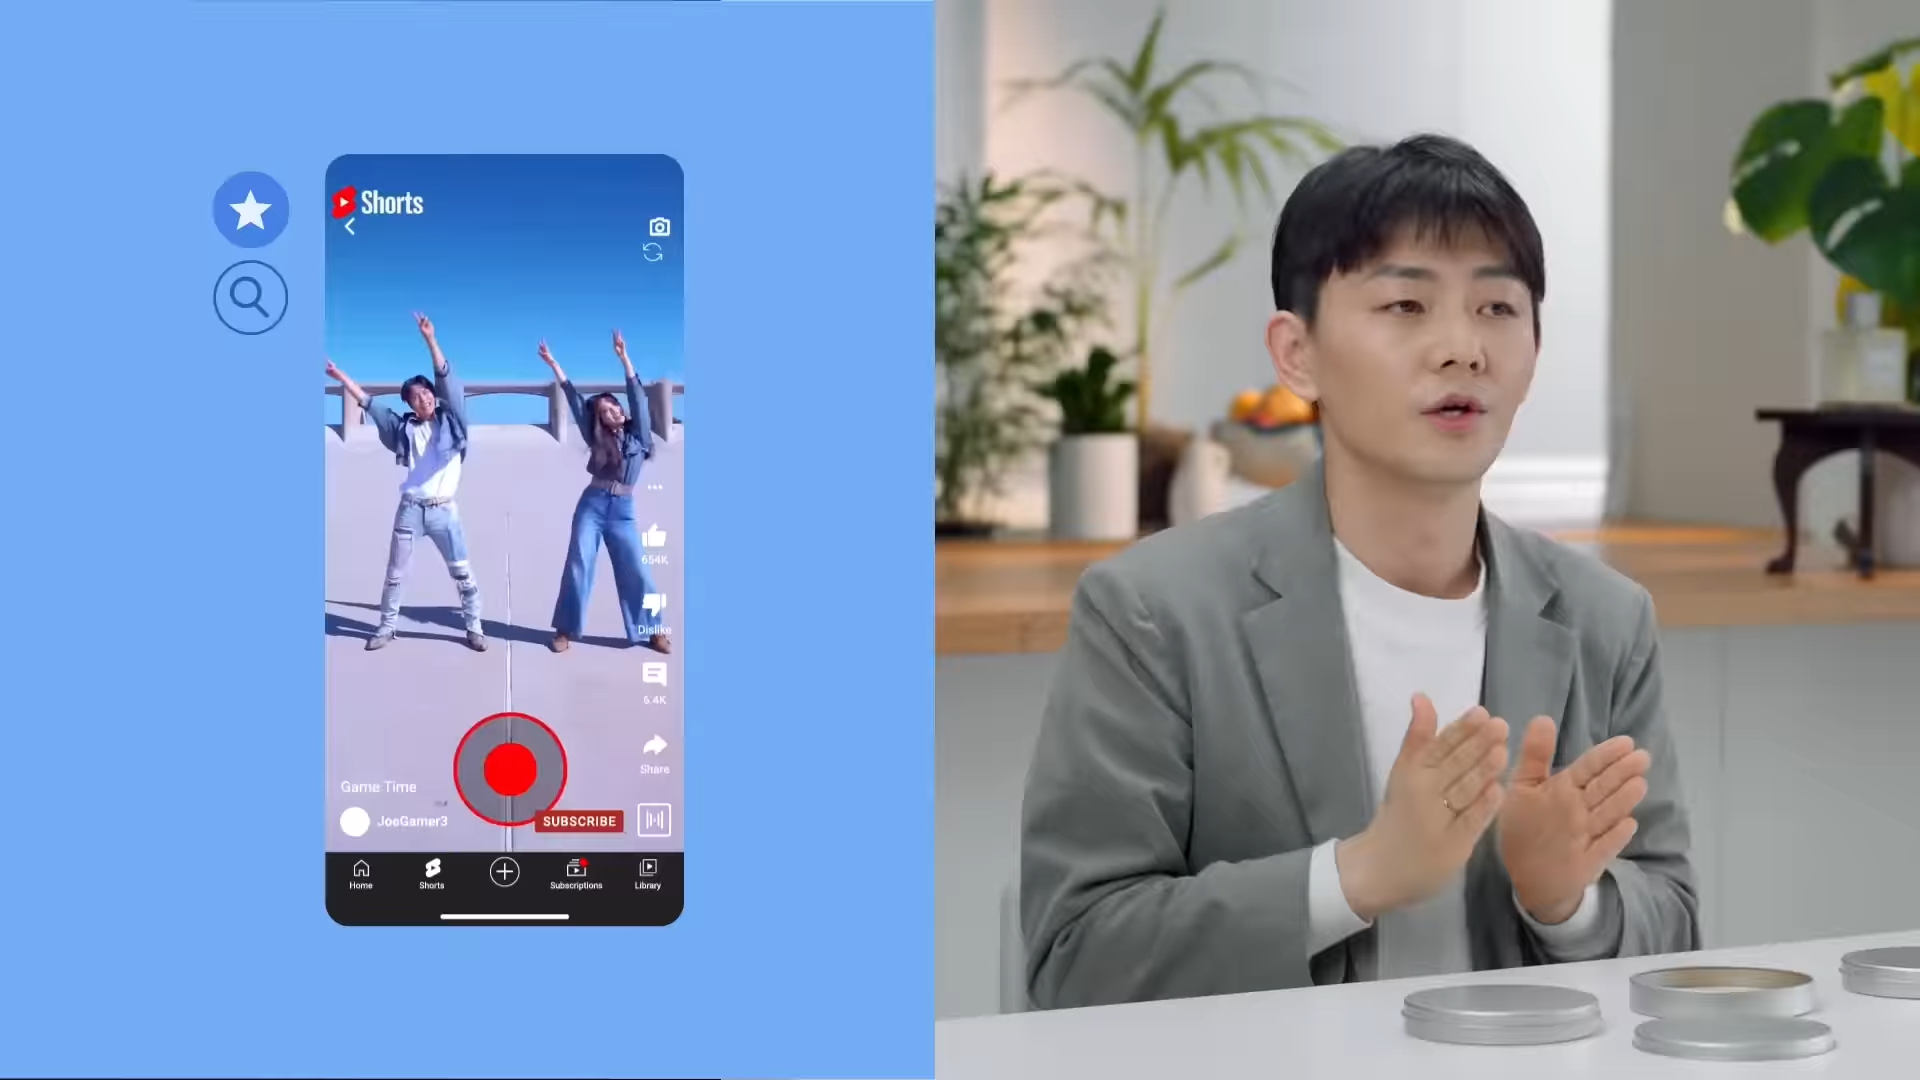 Shorts
654K
Dislike
6.4K
Share
Game Time
JoeGamer3
SUBSCRIBE
Home
Shorts
Subscriptions
Library